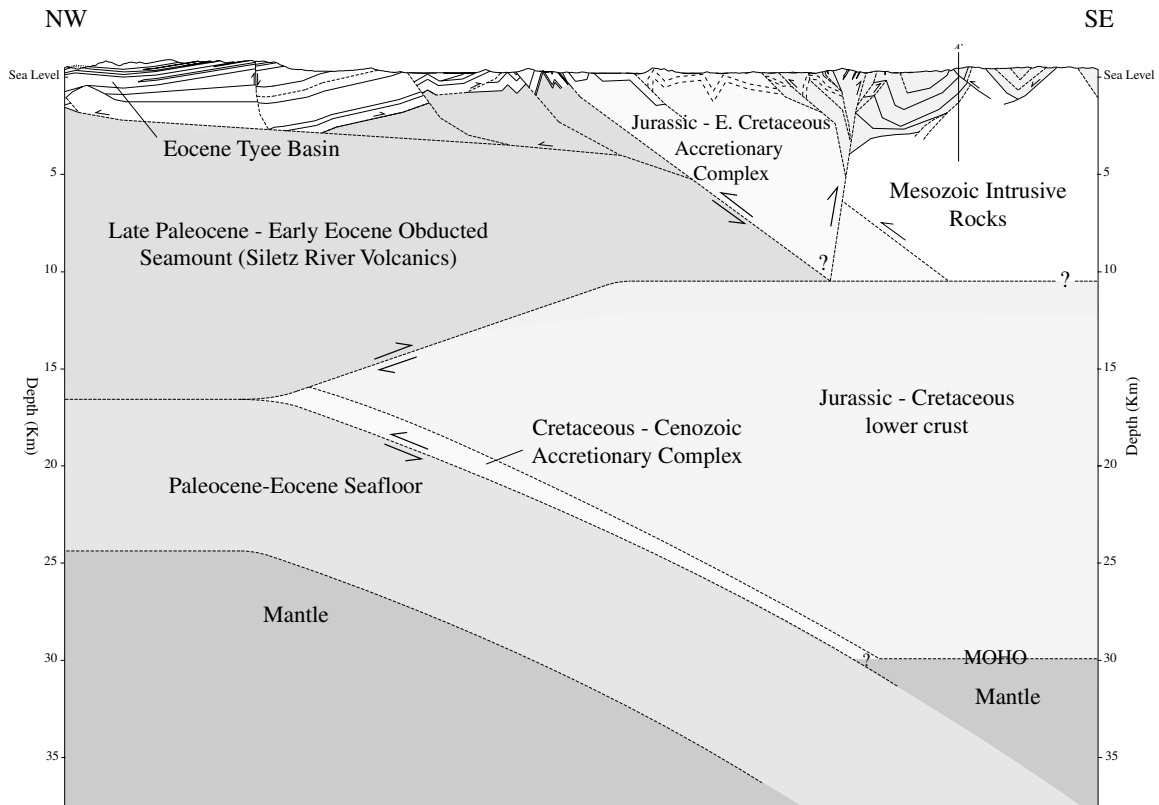 NW
SE
Sea Level
Sea Level
Jurassic - E. Cretaceous
Accretionary
Complex
Eocene Tyee Basin
5
5
Mesozoic Intrusive
Rocks
Late Paleocene - Early Eocene Obducted
Seamount (Siletz River Volcanics)
?
10
10
?
15
15
Depth (Km)
Depth (Km)
Jurassic - Cretaceous
lower crust
Cretaceous - Cenozoic
Accretionary Complex
20
20
Paleocene-Eocene Seafloor
25
25
Mantle
30
30
?
MOHO
Mantle
35
35